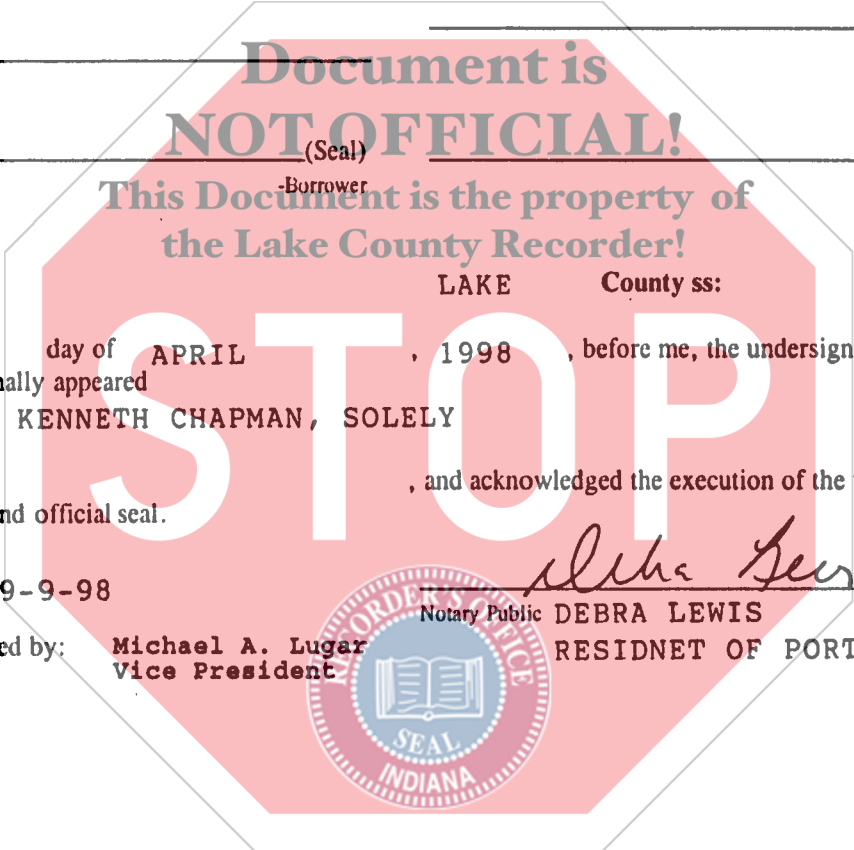 Document is
NOT OFFICIAL!
(Seal)
-Borrower
This Document is the property of
the Lake County Recorder!
LAKE County ss:
STOP
day of APRIL , 1998 , before me, the undersign
nally appeared
KENNETH CHAPMAN, SOLELY
, and acknowledged the execution of the
nd official seal.
9-9-98
Notary Public DEBRA LEWIS
ed by: Michael A. Lugar RESIDNET OF PORT
Vice President
RECORDER'S OFFICE
SEAL
INDIANA